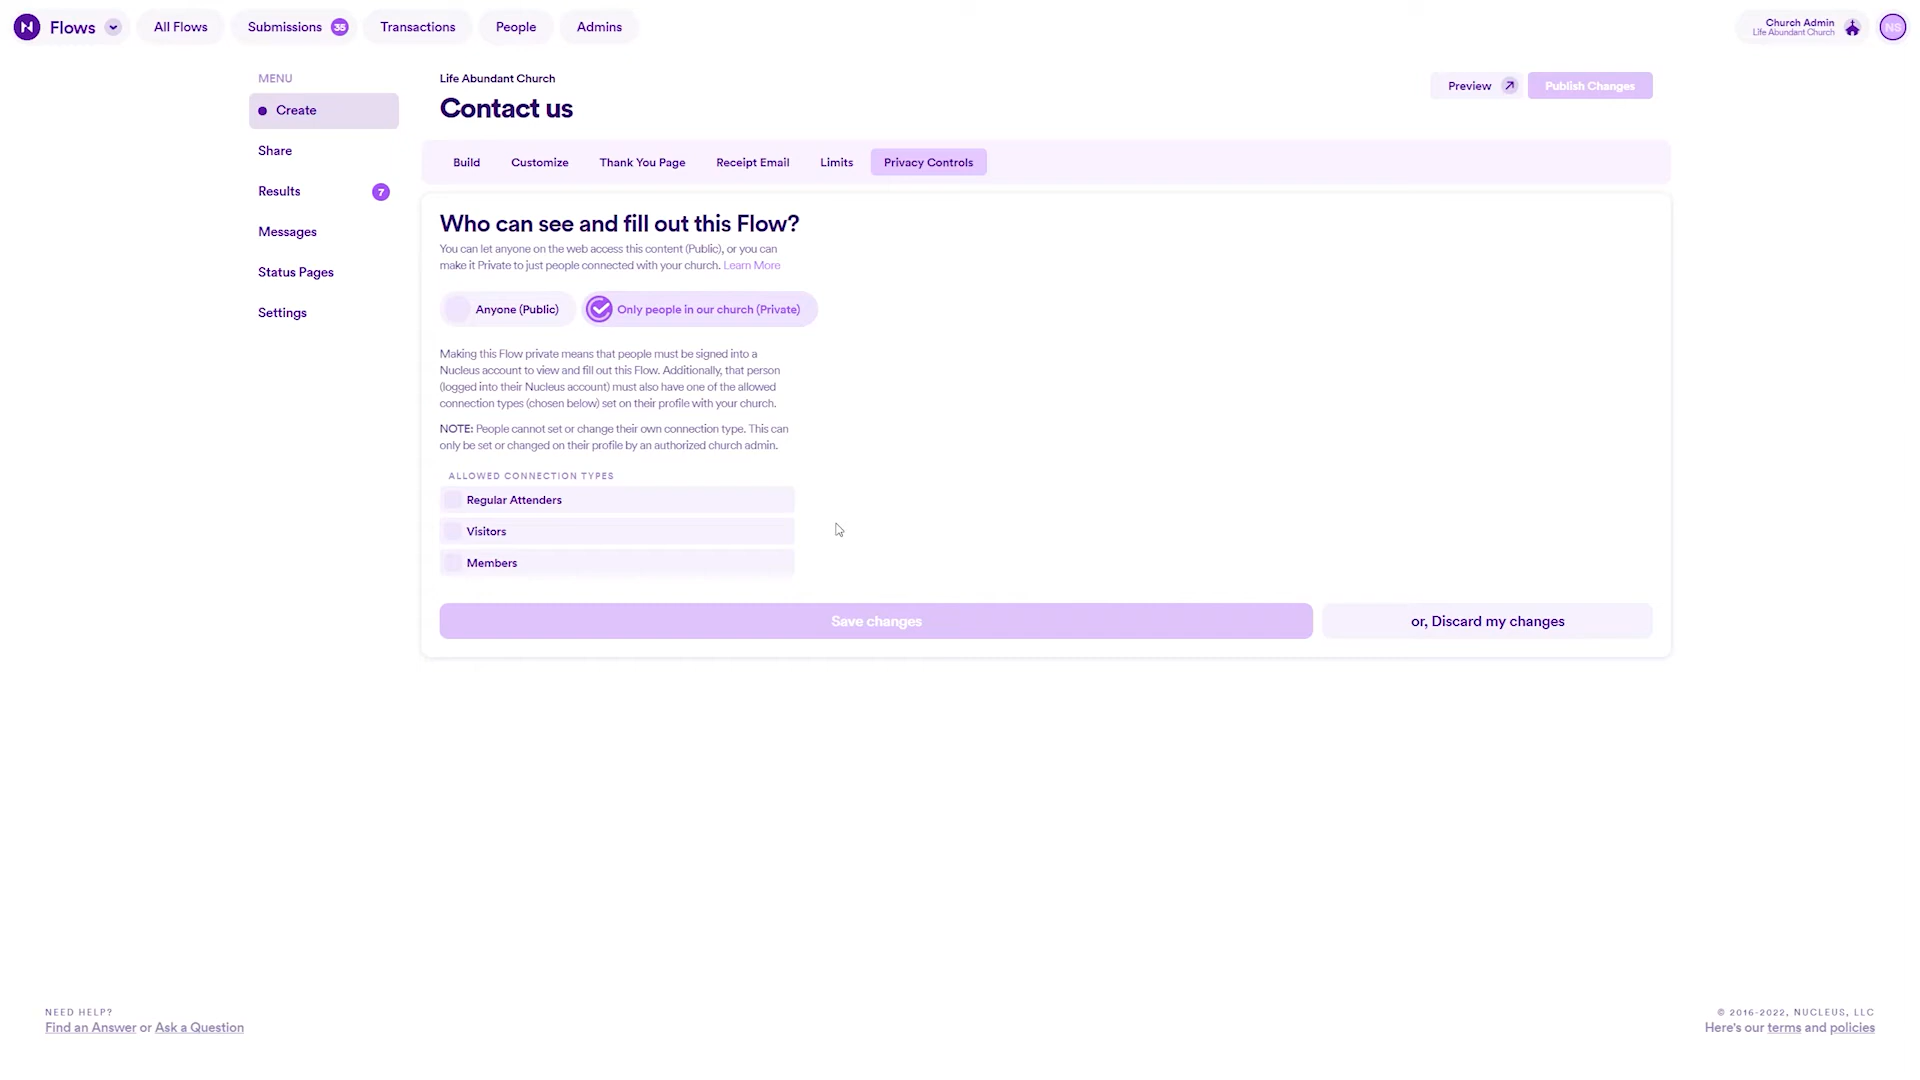 Flows
All Flows
Submissions 35
Transactions
People
Admins
Church Admin
Life Abundant Church
NS
MENU
Create
Share
Results 7
Messages
Status Pages
Settings
Life Abundant Church
Contact us
Preview
Publish Changes
Build
Customize
Thank You Page
Receipt Email
Limits
Privacy Controls
Who can see and fill out this Flow?
You can let anyone on the web access this content (Public), or you can
make it Private to just people connected with your church. Learn More
Anyone (Public)
Only people in our church (Private)
Making this Flow private means that people must be signed into a
Nucleus account to view and fill out this Flow. Additionally, that person
(logged into their Nucleus account) must also have one of the allowed
connection types (chosen below) set on their profile with your church.
NOTE: People cannot set or change their own connection type. This can
only be set or changed on their profile by an authorized church admin.
ALLOWED CONNECTION TYPES
Regular Attenders
Visitors
Members
Save changes
or, Discard my changes
NEED HELP?
Find an Answer or Ask a Question
© 2016-2022, NUCLEUS, LLC
Here's our terms and policies